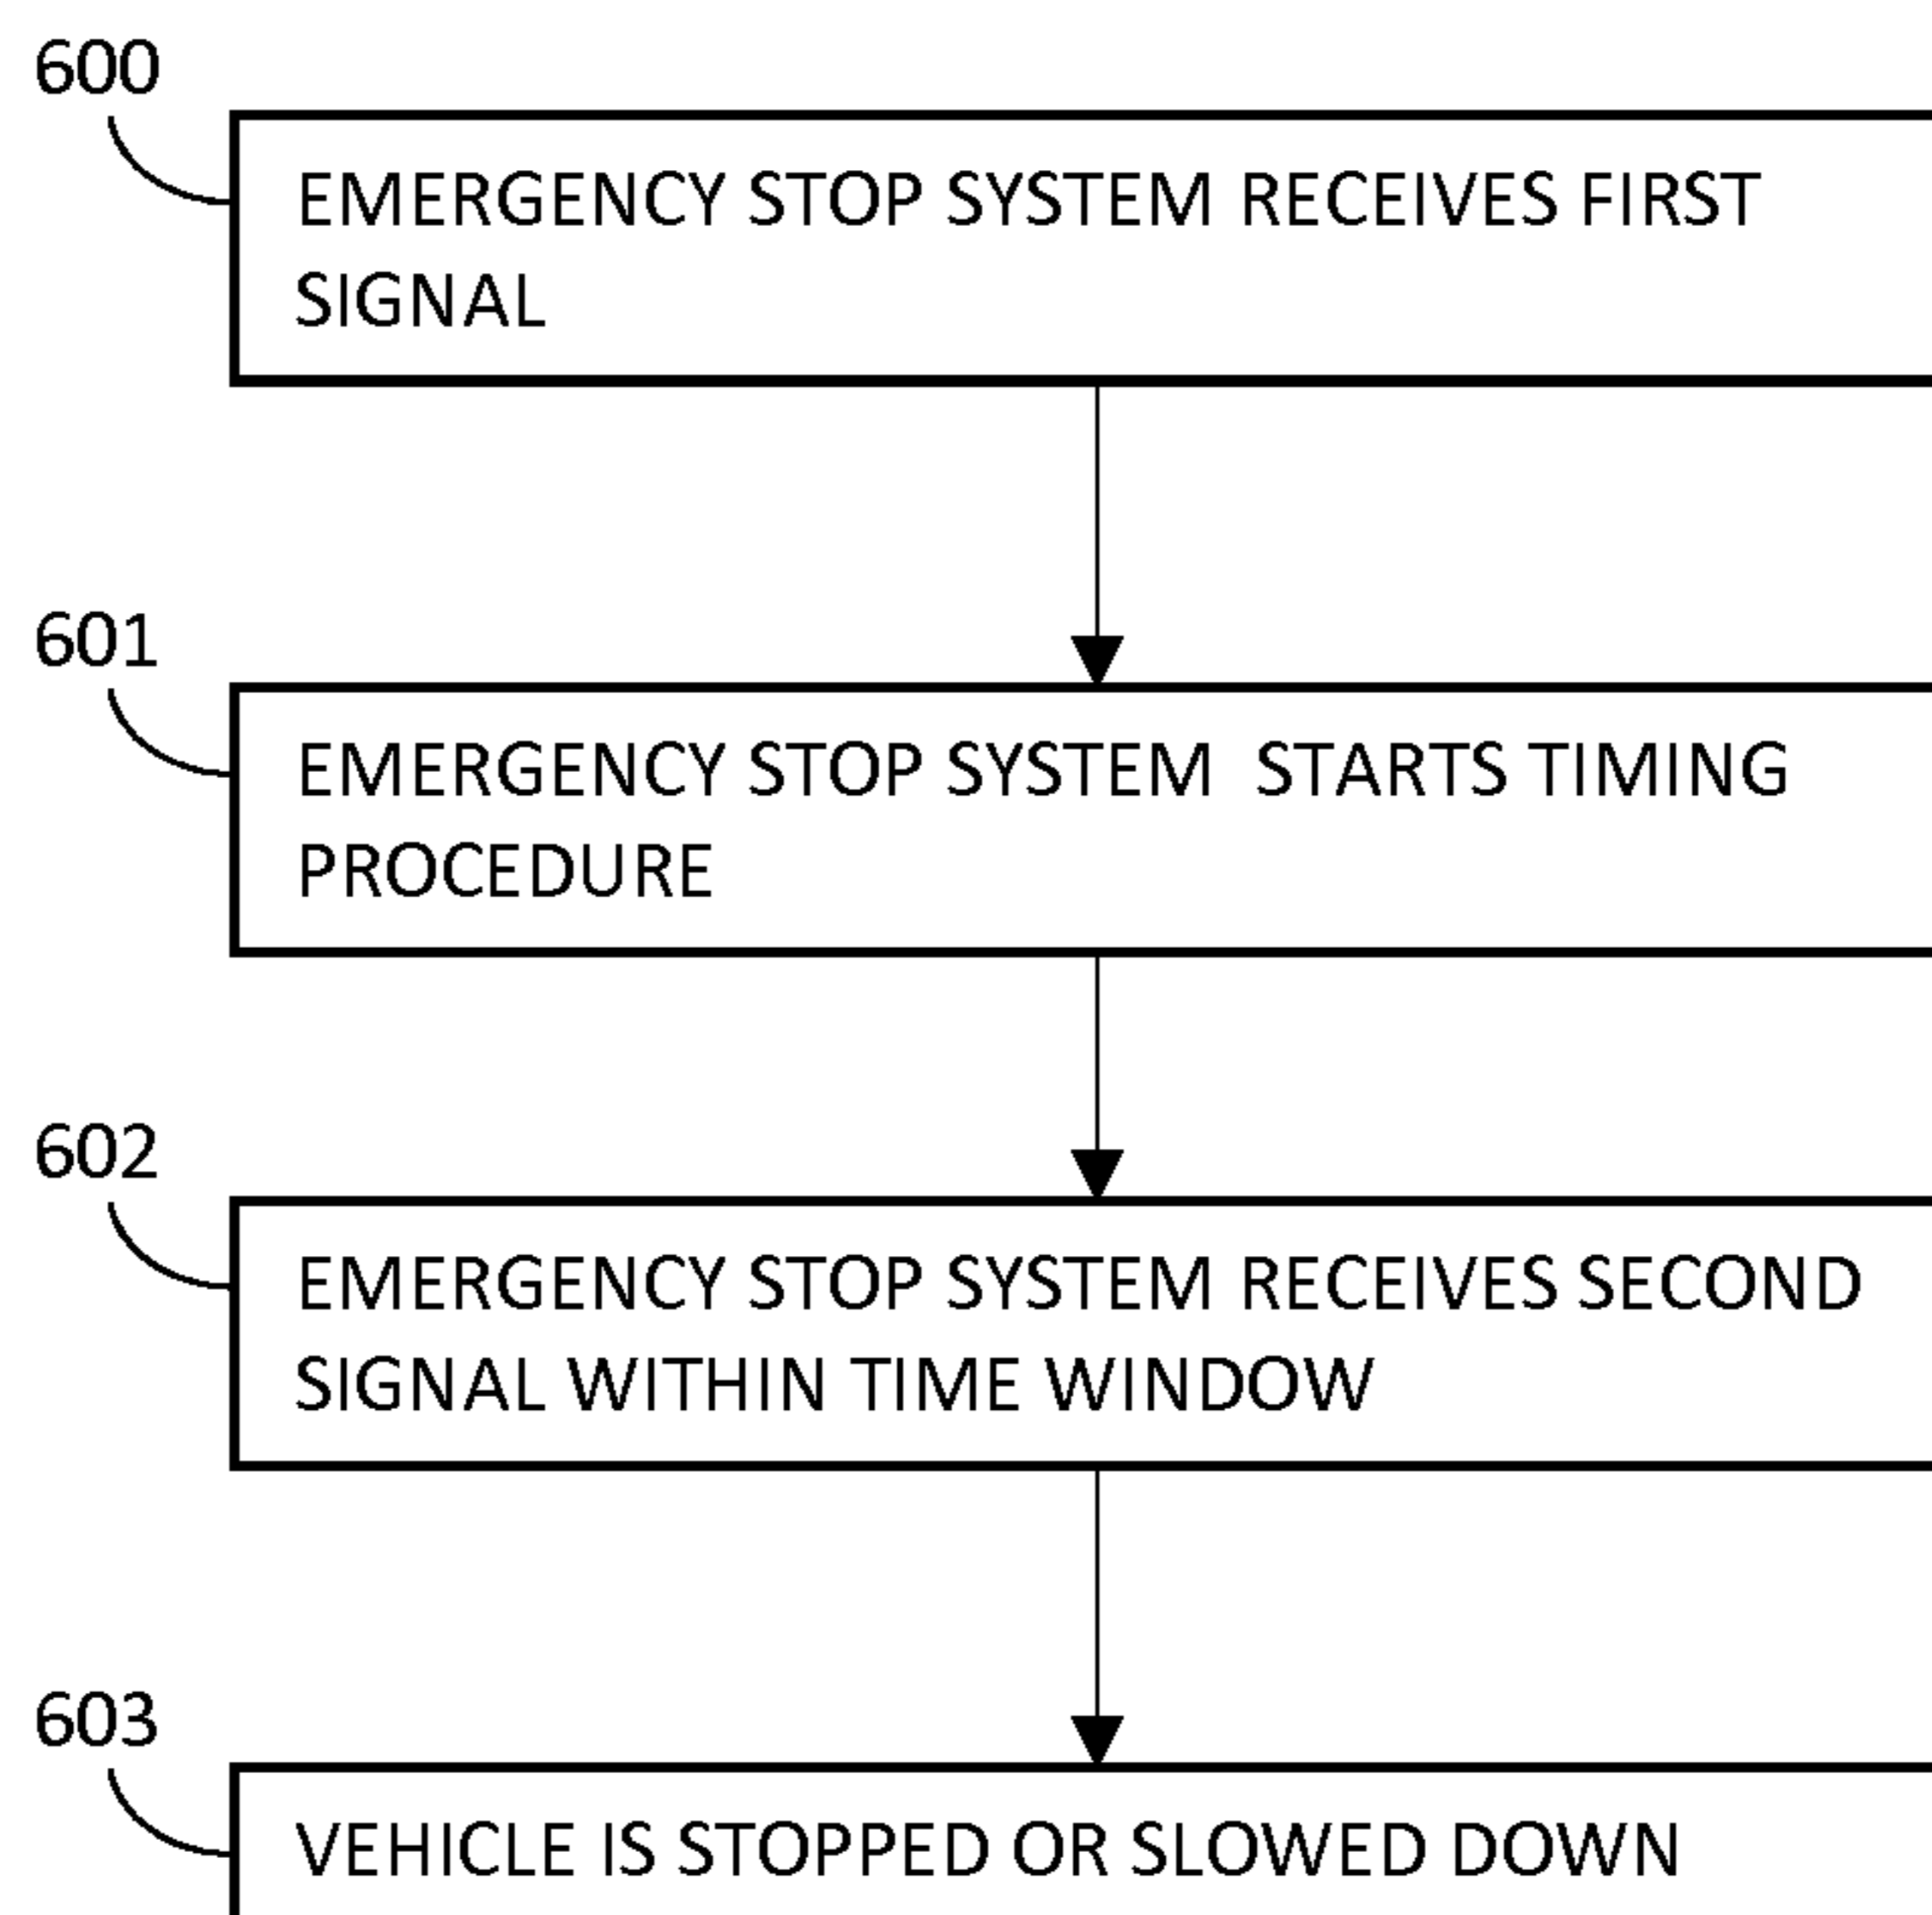 600
EMERGENCY STOP SYSTEM RECEIVES FIRST
SIGNAL
601
EMERGENCY STOP SYSTEM STARTS TIMING
PROCEDURE
602
EMERGENCY STOP SYSTEM RECEIVES SECOND
SIGNAL WITHIN TIME WINDOW
603
VEHICLE IS STOPPED OR SLOWED DOWN